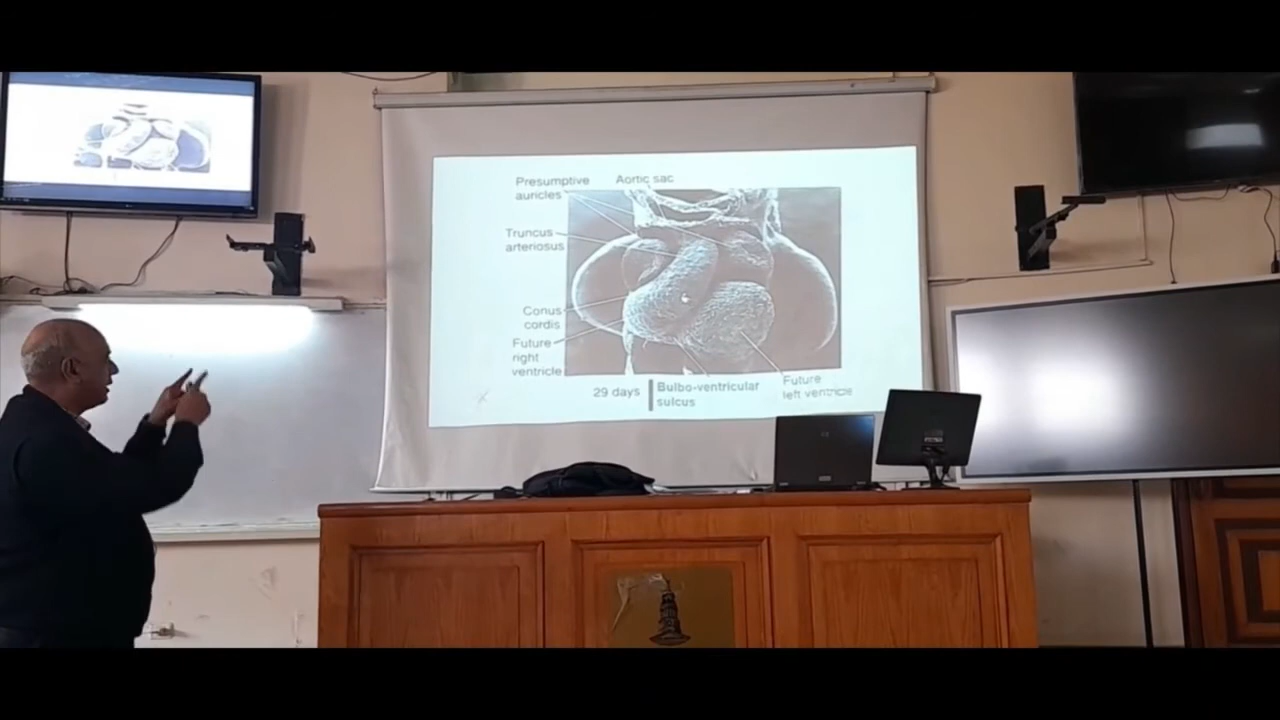 Presumptive
auricles
Aortic sac
Truncus
arteriosus
Conus
cordis
Future
right
ventricle
29 days
Bulbo-ventricular
sulcus
Future
left ventricle